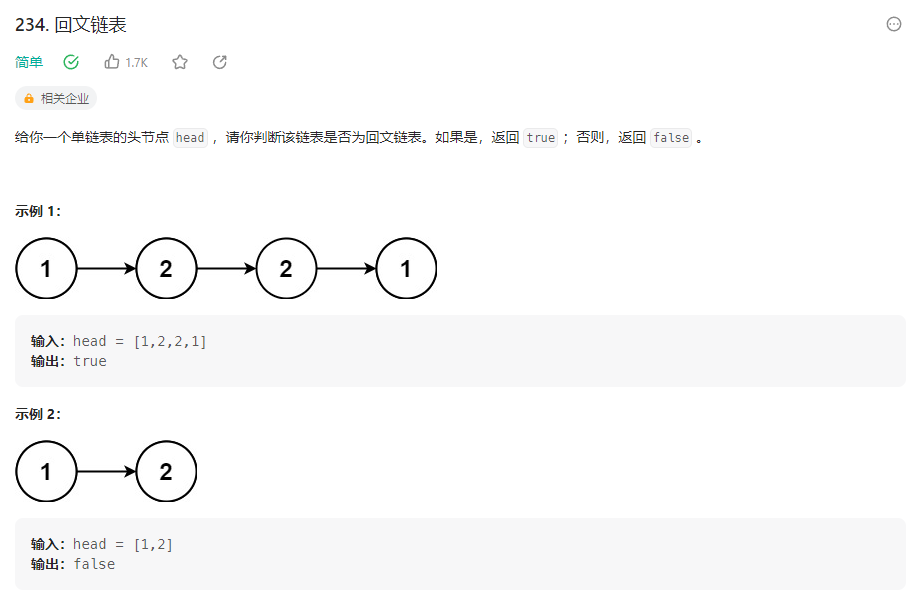 234. 回文链表
简单 1.7K
相关企业
给你一个单链表的头节点 head ，请你判断该链表是否为回文链表。如果是，返回 true ；否则，返回 false 。
示例 1：
1 2 2 1
输入：head = [1,2,2,1]
输出：true
示例 2：
1 2
输入：head = [1,2]
输出：false